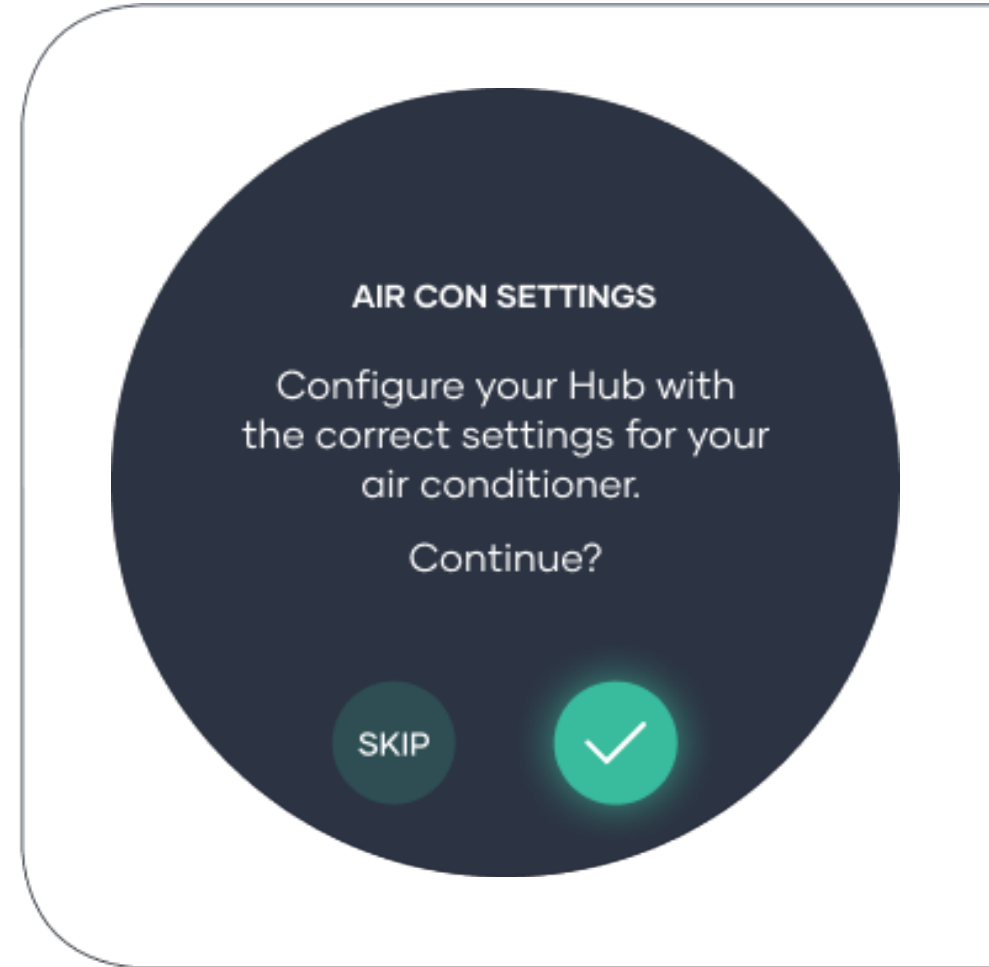 AIR CON SETTINGS
Configure your Hub with
the correct settings for your
air conditioner.
Continue?
SKIP